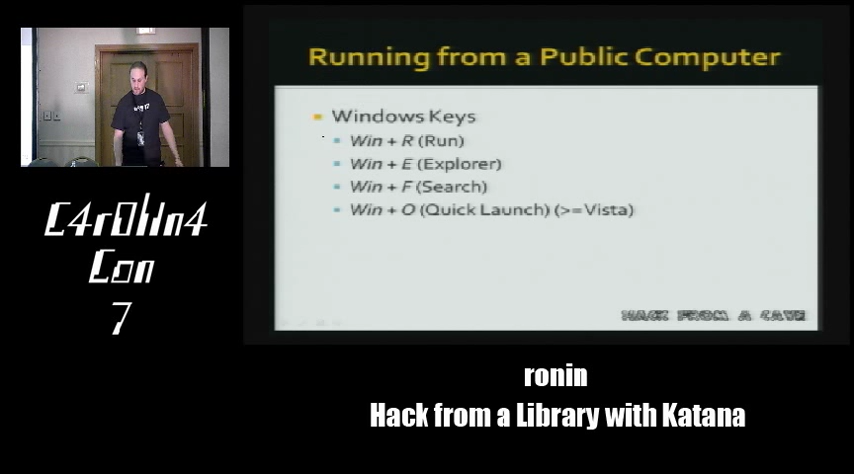 Running from a Public Computer
Windows Keys
Win + R (Run)
Win + E (Explorer)
Win + F (Search)
Win + O (Quick Launch) (>= Vista)
HACK FROM A CAVE
C4r0lin4
Con
7
ronin
Hack from a Library with Katana